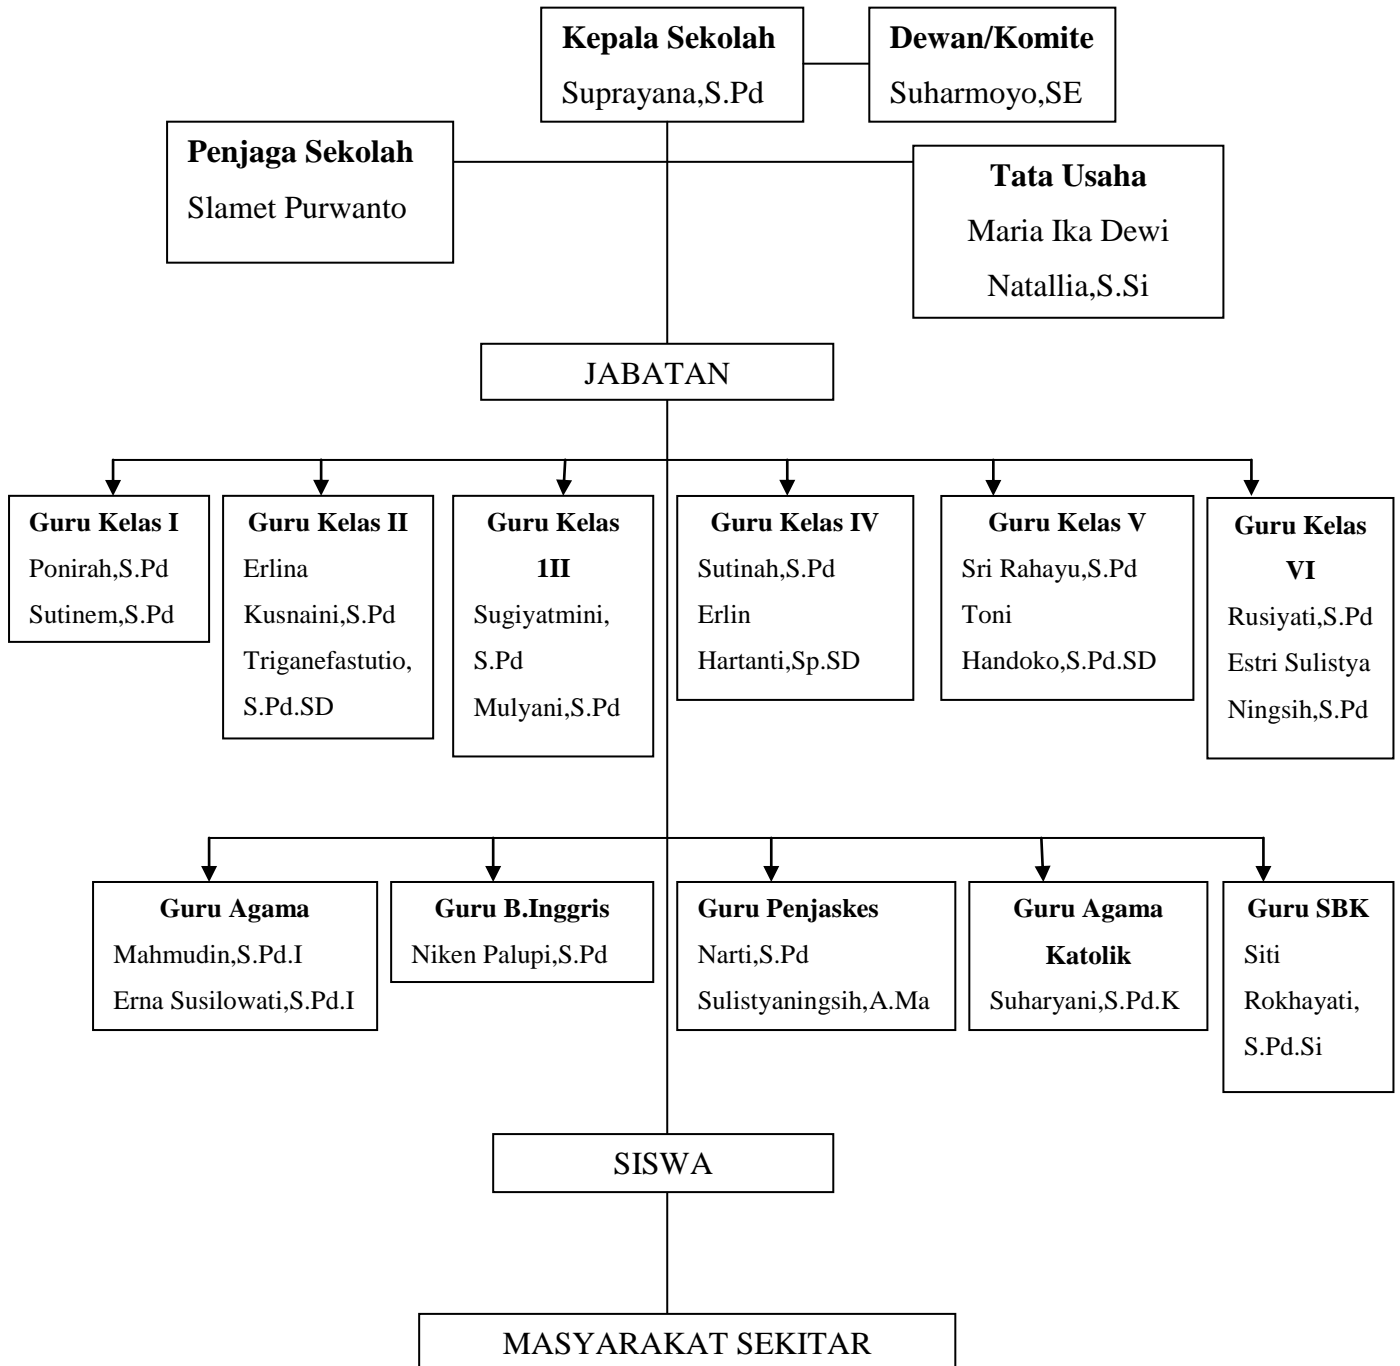 Kepala Sekolah
Suprayana,S.Pd
Dewan/Komite
Suharmoyo,SE
Penjaga Sekolah
Slamet Purwanto
Tata Usaha
Maria Ika Dewi
Natallia,S.Si
JABATAN
Guru Kelas I
Ponirah,S.Pd
Sutinem,S.Pd
Guru Kelas II
Erlina
Kusnaini,S.Pd
Triganefastutio,
S.Pd.SD
Guru Kelas
1II
Sugiyatmini,
S.Pd
Mulyani,S.Pd
Guru Kelas IV
Sutinah,S.Pd
Erlin
Hartanti,Sp.SD
Guru Kelas V
Sri Rahayu,S.Pd
Toni
Handoko,S.Pd.SD
Guru Kelas
VI
Rusiyati,S.Pd
Estri Sulistya
Ningsih,S.Pd
Guru Agama
Mahmudin,S.Pd.I
Erna Susilowati,S.Pd.I
Guru B.Inggris
Niken Palupi,S.Pd
Guru Penjaskes
Narti,S.Pd
Sulistyaningsih,A.Ma
Guru Agama
Katolik
Suharyani,S.Pd.K
Guru SBK
Siti
Rokhayati,
S.Pd.Si
SISWA
MASYARAKAT SEKITAR